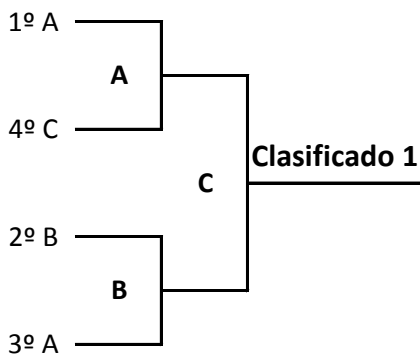 1º A
A
4º C
Clasificado 1
C
2º B
B
3º A